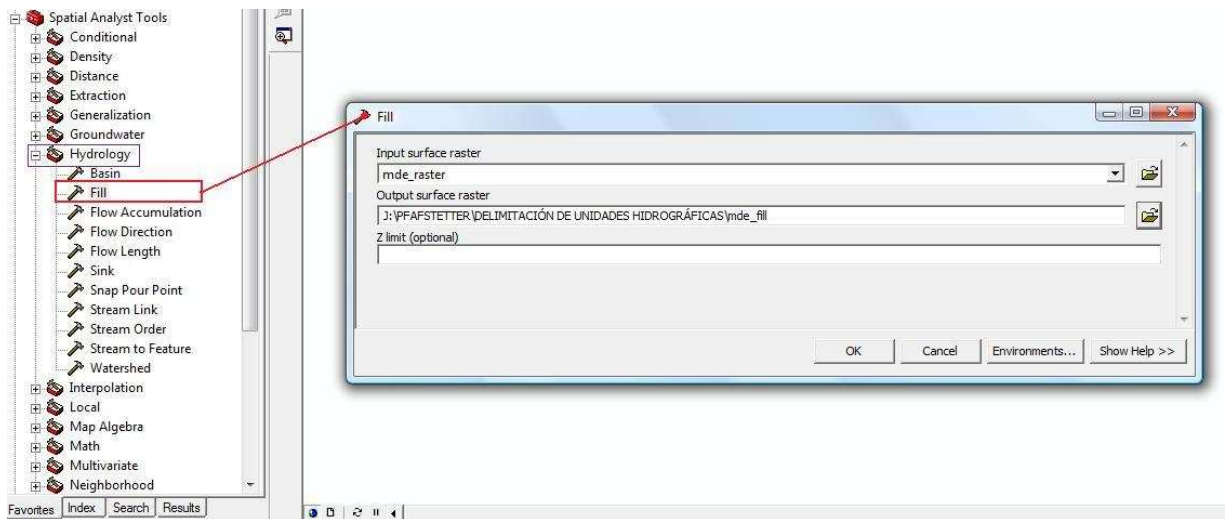 Spatial Analyst Tools
Conditional
Density
Distance
Extraction
Generalization
Groundwater
Hydrology
Basin
Fill
Flow Accumulation
Flow Direction
Flow Length
Sink
Snap Pour Point
Stream Link
Stream Order
Stream to Feature
Watershed
Interpolation
Local
Map Algebra
Math
Multivariate
Neighborhood
Favorites Index Search Results
Fill
Input surface raster
mde_raster
Output surface raster
J:\PFAFSTETTER\DELIMITACIÓN DE UNIDADES HIDROGRÁFICAS\mde_fill
Z limit (optional)
OK Cancel Environments... Show Help >>